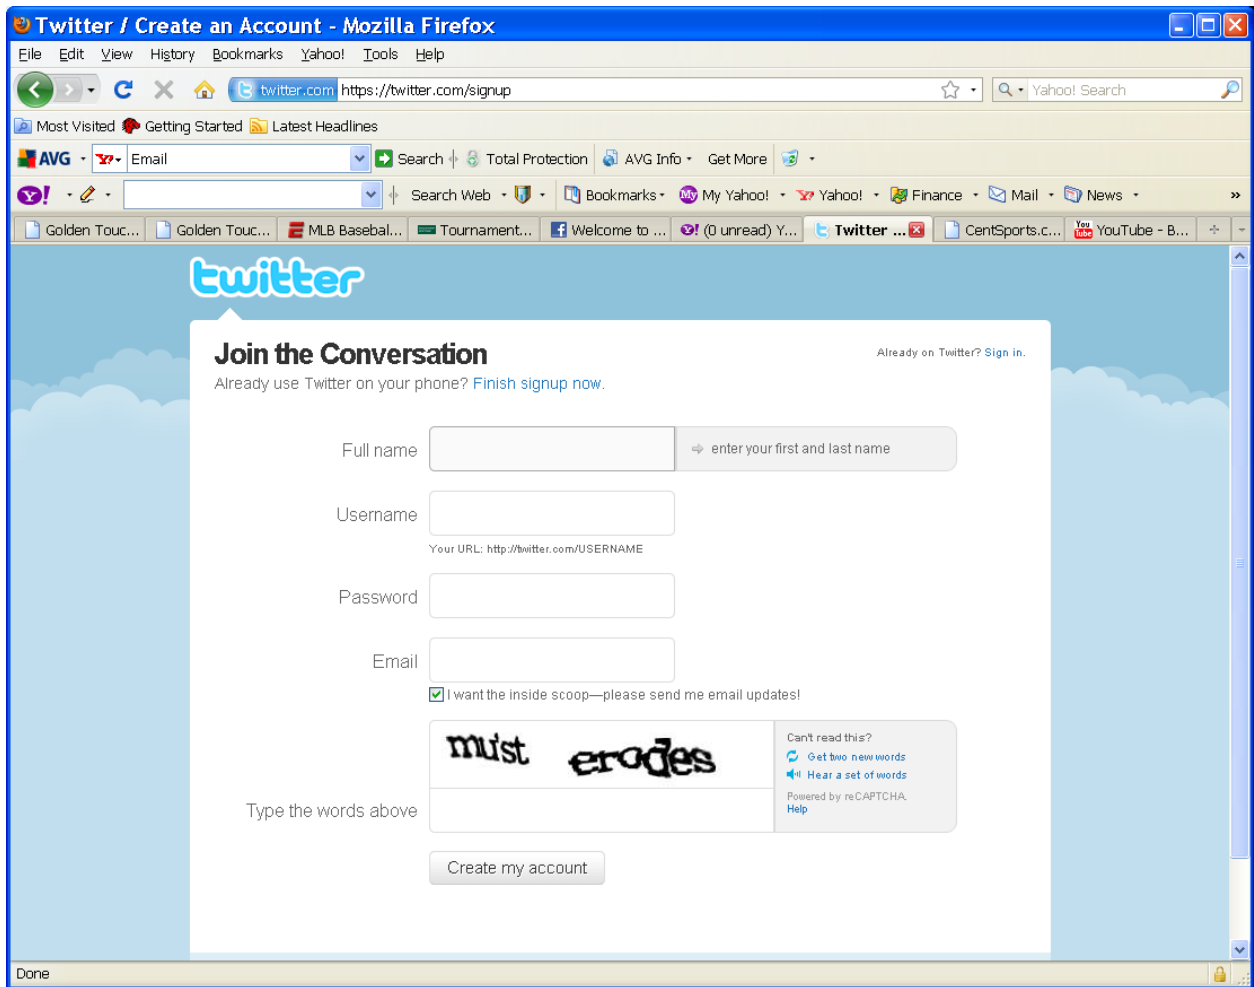 Twitter / Create an Account - Mozilla Firefox
File Edit View History Bookmarks Yahoo! Tools Help
twitter.com https://twitter.com/signup Yahoo! Search
Most Visited Getting Started Latest Headlines
AVG Y? Email Search Total Protection AVG Info Get More
Y! Search Web Bookmarks My Yahoo! Yahoo! Finance Mail News »
Golden Touc... Golden Touc... MLB Basebal... Tournament... Welcome to ... (0 unread) Y... Twitter ... CentSports.c... YouTube - B...
twitter
Join the Conversation
Already on Twitter? Sign in.
Already use Twitter on your phone? Finish signup now.
Full name enter your first and last name
Username
Your URL: http://twitter.com/USERNAME
Password
Email
I want the inside scoop—please send me email updates!
must erodes
Can't read this?
Get two new words
Hear a set of words
Powered by reCAPTCHA.
Help
Type the words above
Create my account
Done